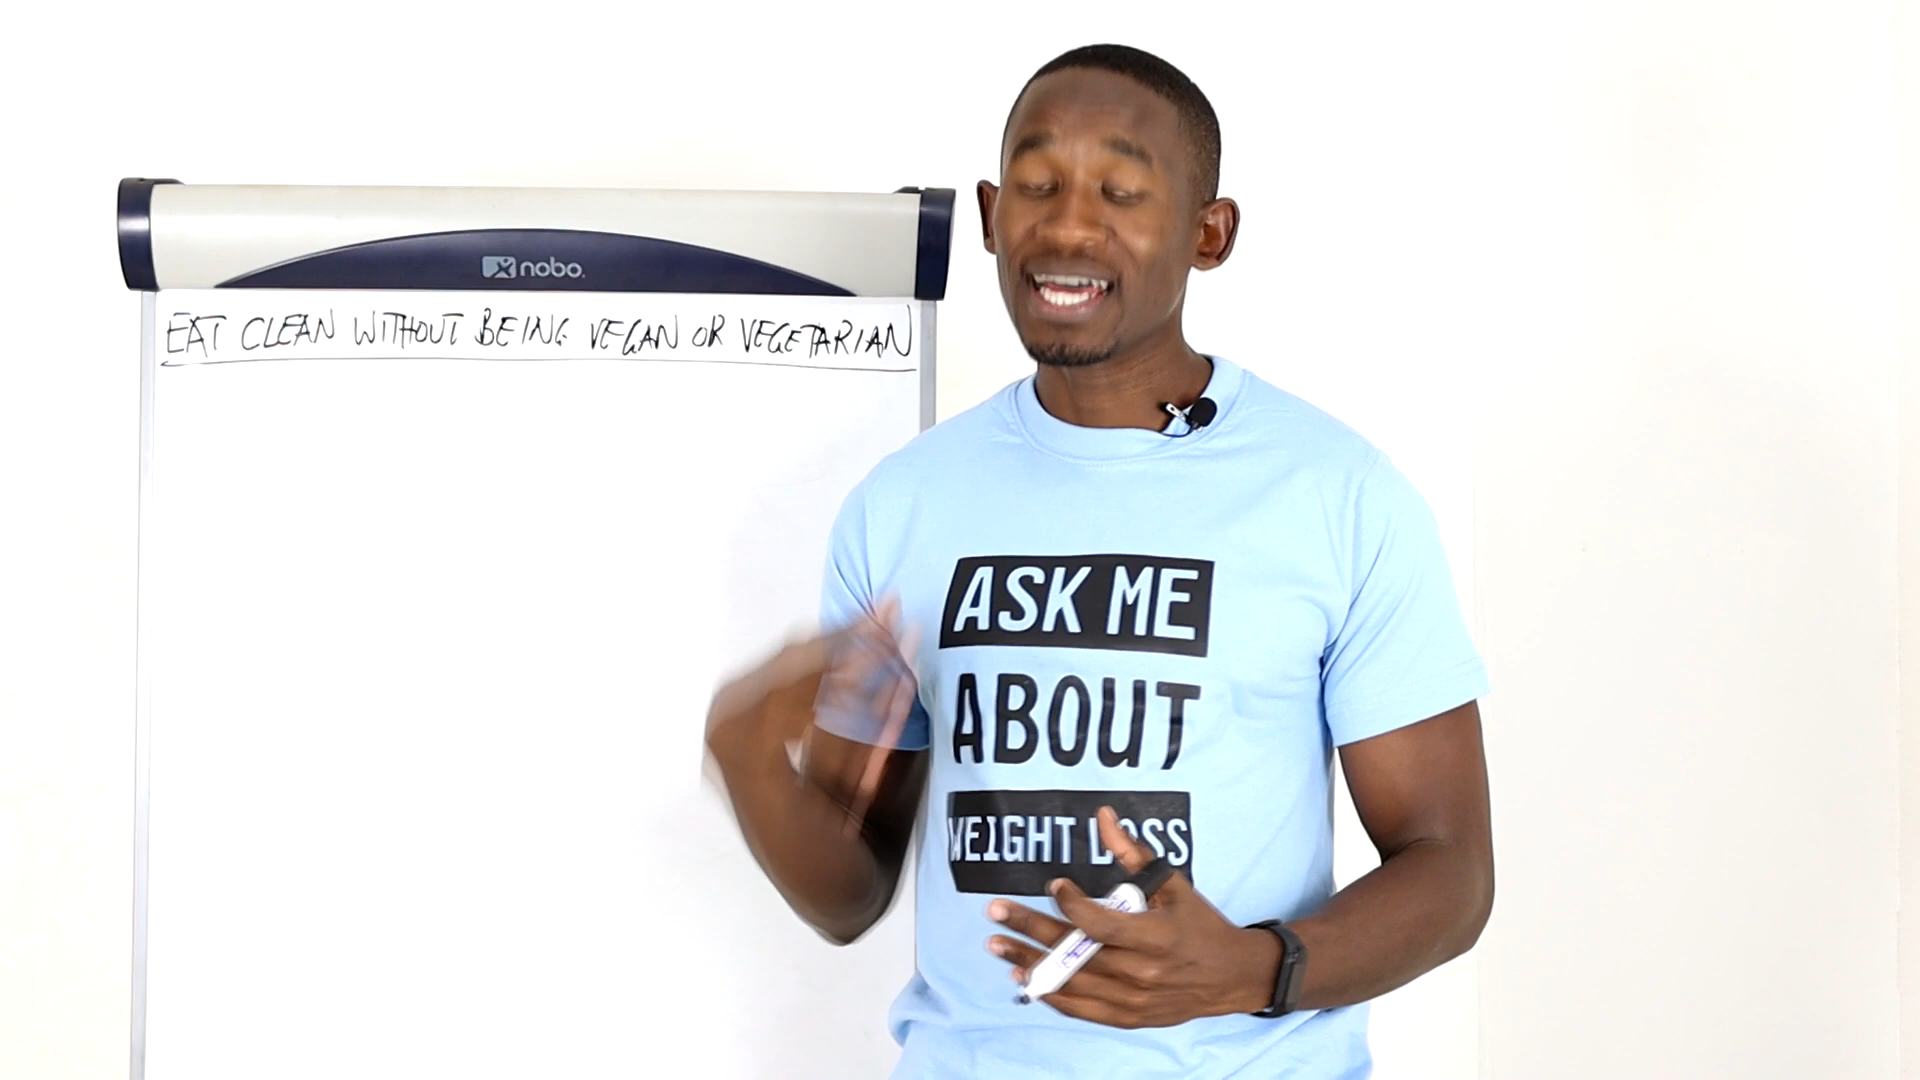 nobo
EAT CLEAN WITHOUT BEING VEGAN OR VEGETARIAN
ASK ME
ABOUT
WEIGHT LOSS